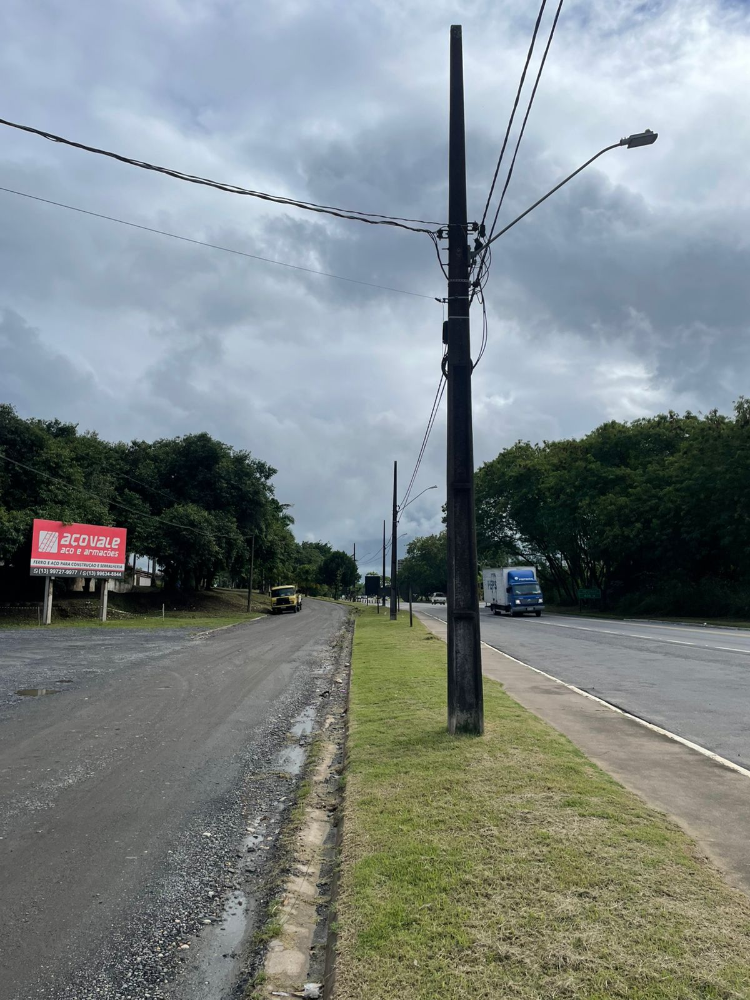 açovale
aço e armações
FERRO E AÇO PARA CONSTRUÇÃO E SERRALHERIA
(13) 99727-9977 / (13) 99634-8844